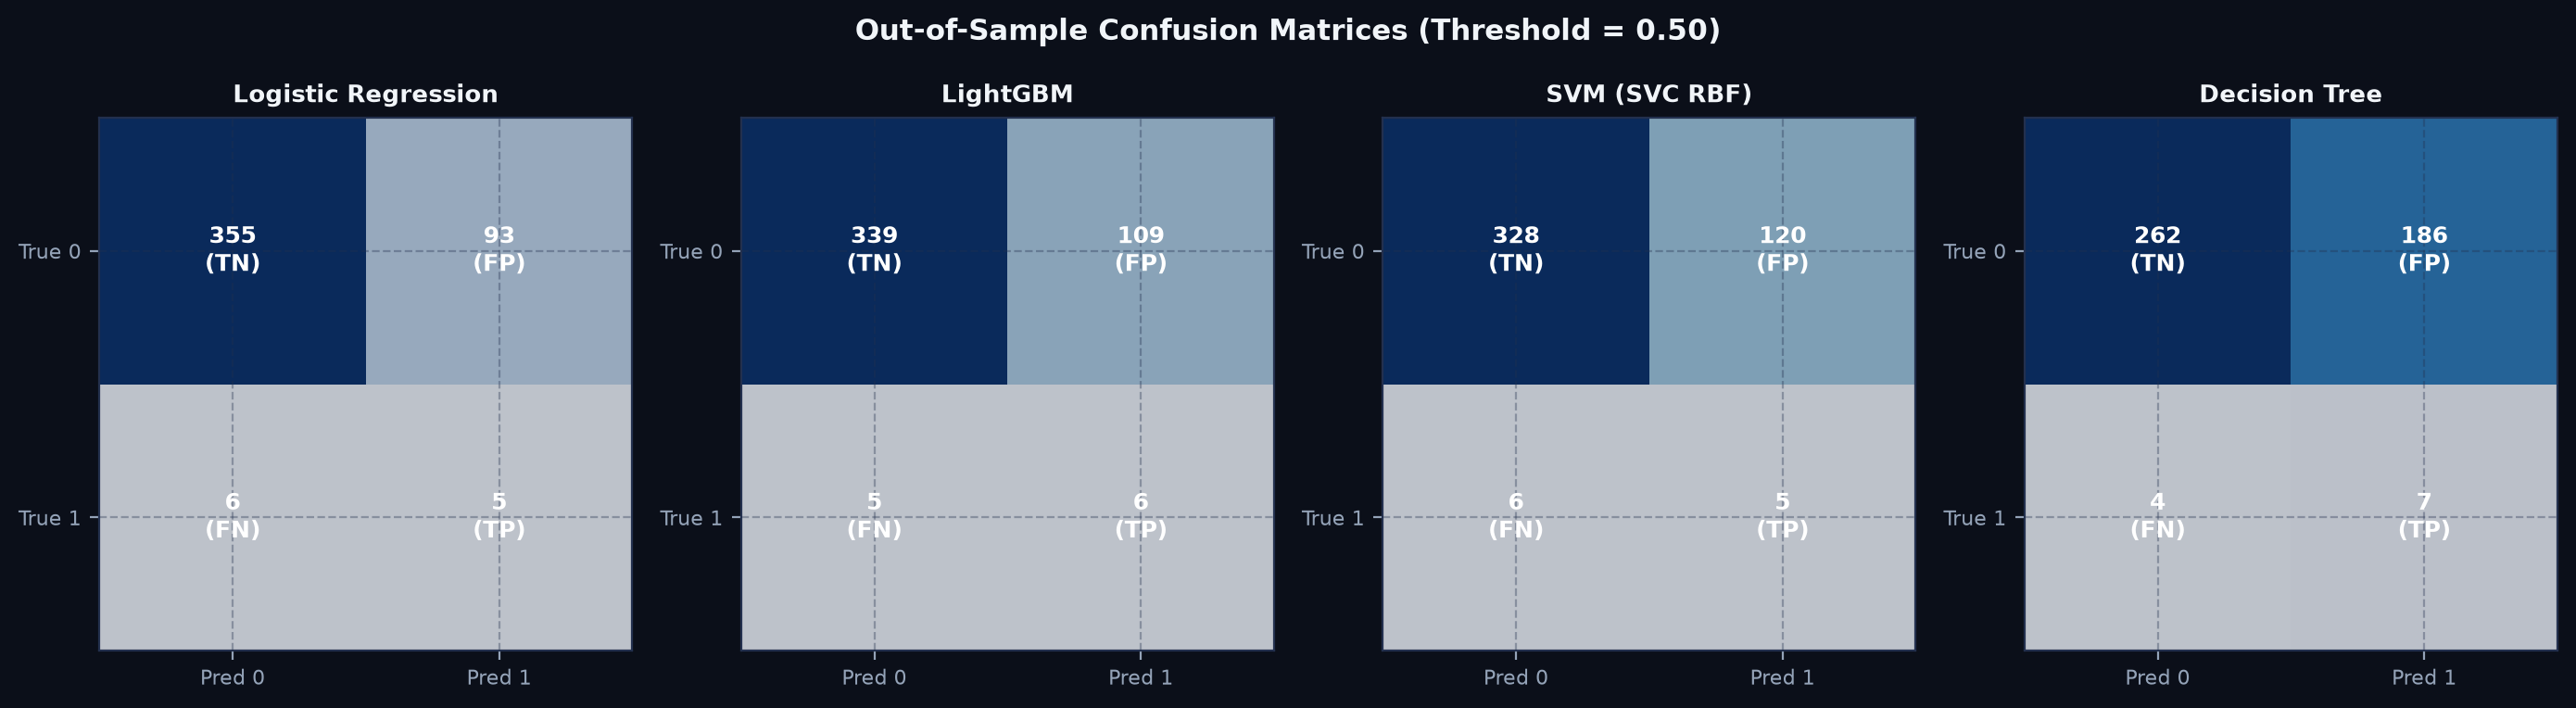 Out-of-Sample Confusion Matrices (Threshold = 0.50)
Logistic Regression
True 0
355
(TN)
93
(FP)
True 1
6
(FN)
5
(TP)
Pred 0
Pred 1
LightGBM
True 0
339
(TN)
109
(FP)
True 1
5
(FN)
6
(TP)
Pred 0
Pred 1
SVM (SVC RBF)
True 0
328
(TN)
120
(FP)
True 1
6
(FN)
5
(TP)
Pred 0
Pred 1
Decision Tree
True 0
262
(TN)
186
(FP)
True 1
4
(FN)
7
(TP)
Pred 0
Pred 1